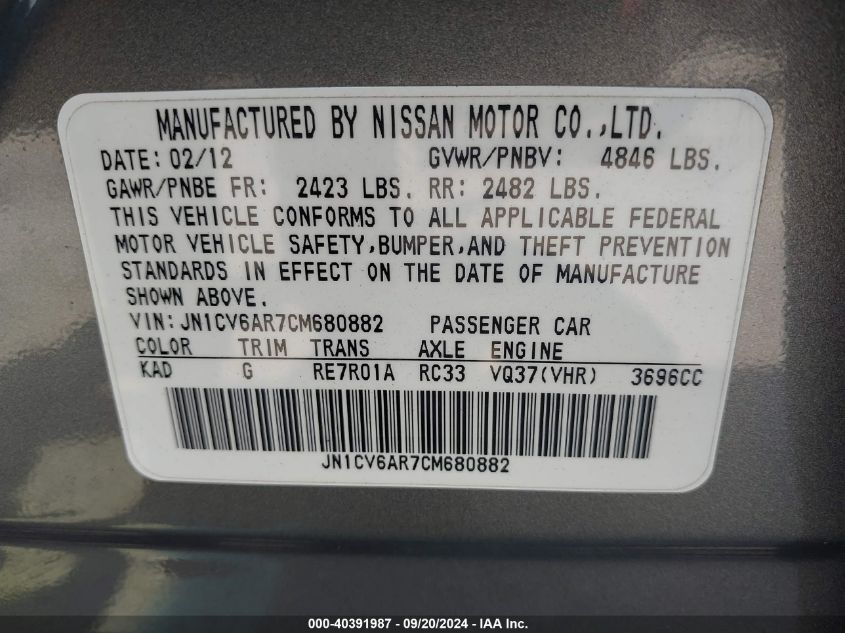 MANUFACTURED BY NISSAN MOTOR CO.,LTD.
DATE: 02/12 GVWR/PNBV: 4846 LBS.
GAWR/PNBE FR: 2423 LBS. RR: 2482 LBS.
THIS VEHICLE CONFORMS TO ALL APPLICABLE FEDERAL
MOTOR VEHICLE SAFETY,BUMPER,AND THEFT PREVENTION
STANDARDS IN EFFECT ON THE DATE OF MANUFACTURE
SHOWN ABOVE.
VIN:JN1CV6AR7CM680882 PASSENGER CAR
COLOR TRIM TRANS AXLE ENGINE
KAD G RE7R01A RC33 VQ37(VHR) 3696CC
JN1CV6AR7CM680882
000-40391987 - 09/20/2024 - IAA Inc.